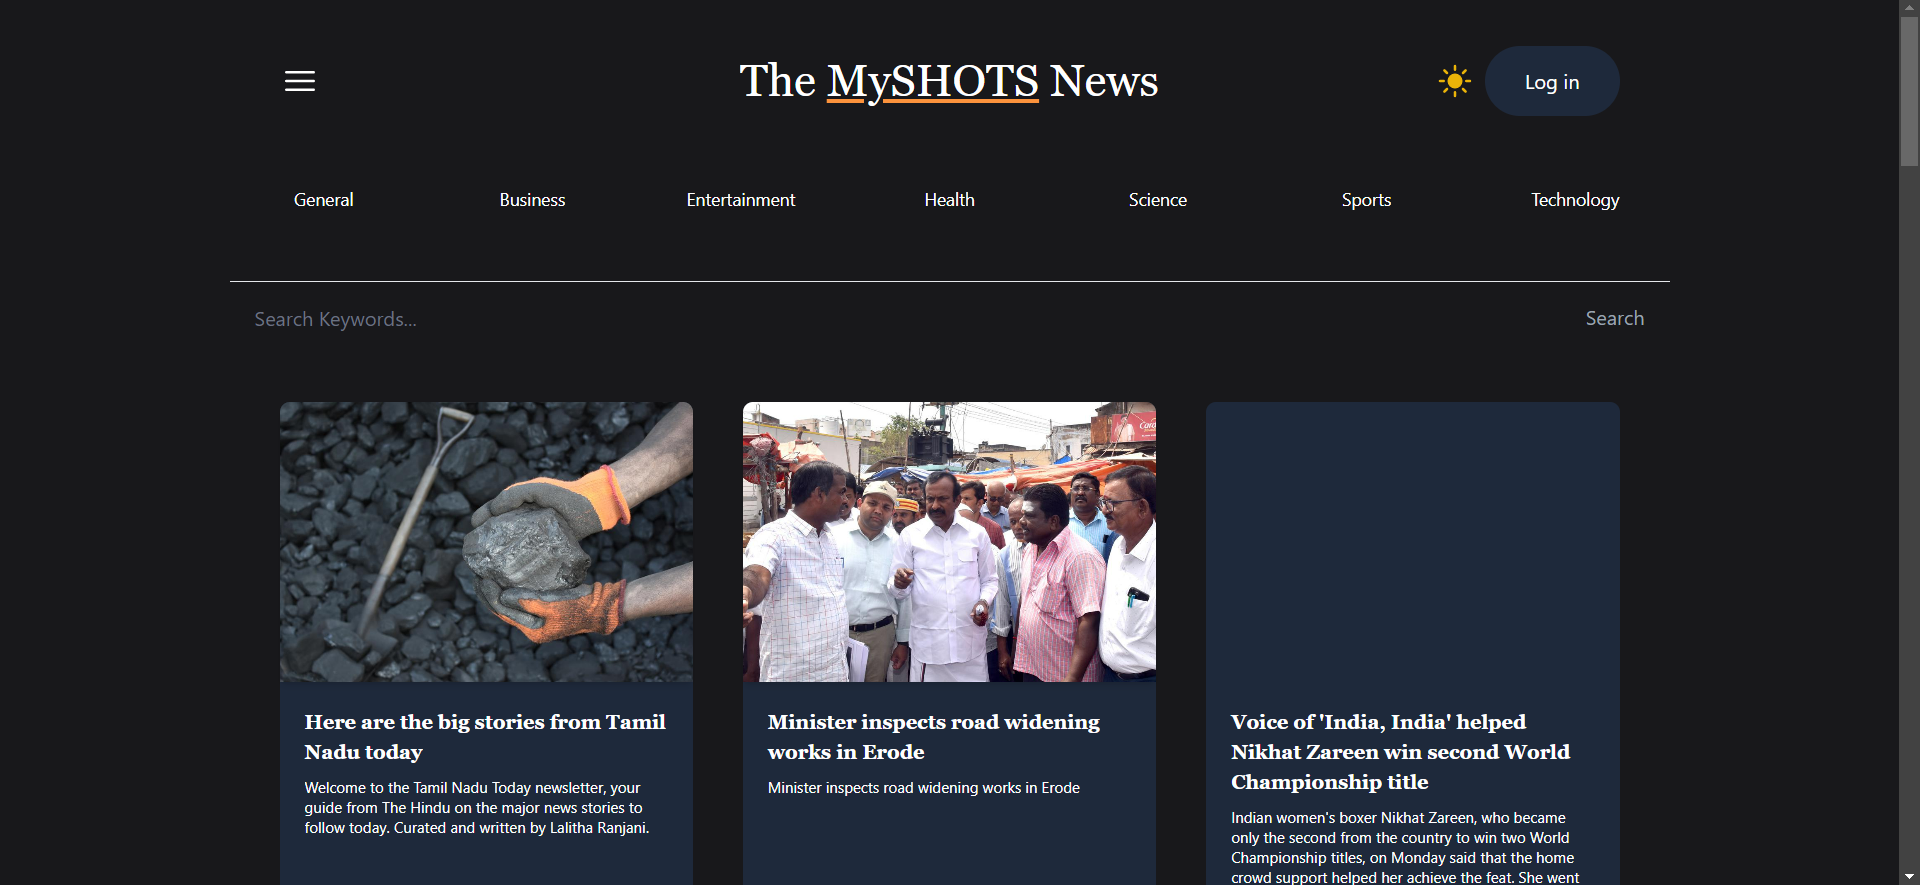 The MySHOTS News
Log in
General
Business
Entertainment
Health
Science
Sports
Technology
Search Keywords...
Search
Here are the big stories from Tamil
Nadu today
Welcome to the Tamil Nadu Today newsletter, your
guide from The Hindu on the major news stories to
follow today. Curated and written by Lalitha Ranjani.
Minister inspects road widening
works in Erode
Minister inspects road widening works in Erode
Voice of 'India, India' helped
Nikhat Zareen win second World
Championship title
Indian women's boxer Nikhat Zareen, who became
only the second from the country to win two World
Championship titles, on Monday said that the home
crowd support helped her achieve the feat. She went